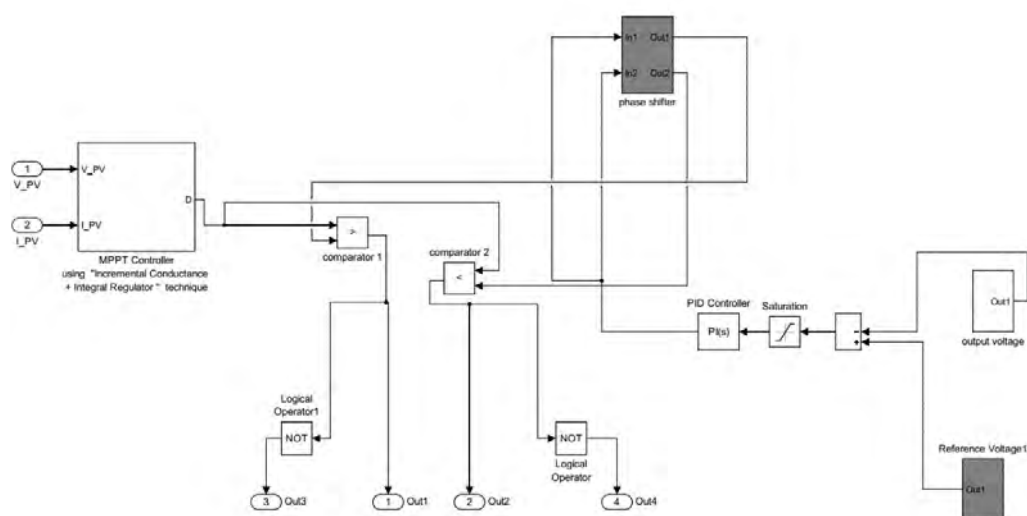 In1
Out1
In2
Out2
phase shifter
1
V_PV
V_PV
D
2
I_PV
I_PV
MPPT Controller
using "Incremental Conductance
+ Integral Regulator " technique
>
comparator 1
comparator 2
<
PID Controller
PI(s)
Saturation
−
+
Out1
output voltage
Logical
Operator1
NOT
NOT
Logical
Operator
Reference Voltage1
Out1
3
Out3
1
Out1
2
Out2
4
Out4